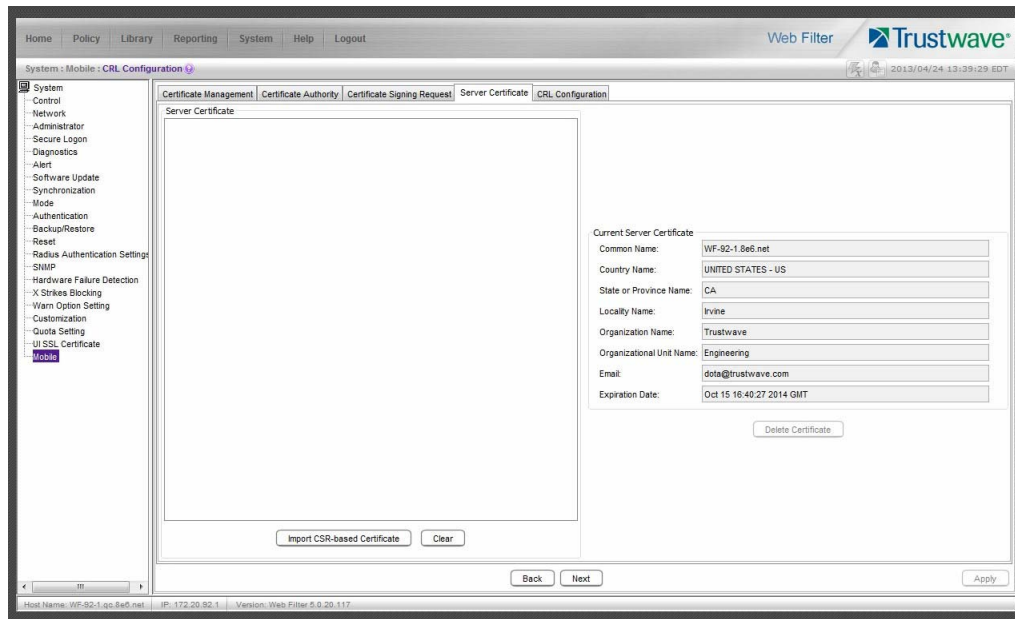 Home Policy Library Reporting System Help Logout
Web Filter
Trustwave®
System : Mobile : CRL Configuration
2013/04/24 13:39:29 EDT
System
Control
Network
Administrator
Secure Logon
Diagnostics
Alert
Software Update
Synchronization
Mode
Authentication
Backup/Restore
Reset
Radius Authentication Settings
SNMP
Hardware Failure Detection
X Strikes Blocking
Warn Option Setting
Customization
Quota Setting
UI SSL Certificate
Mobile
Certificate Management Certificate Authority Certificate Signing Request Server Certificate CRL Configuration
Server Certificate
Import CSR-based Certificate Clear
Current Server Certificate
Common Name: WF-92-1.8e6.net
Country Name: UNITED STATES - US
State or Province Name: CA
Locality Name: Irvine
Organization Name: Trustwave
Organizational Unit Name: Engineering
Email: dota@trustwave.com
Expiration Date: Oct 15 16:40:27 2014 GMT
Delete Certificate
Back Next
Apply
Host Name: WF-92-1.qc.8e6.net IP: 172.20.92.1 Version: Web Filter 5.0.20.117